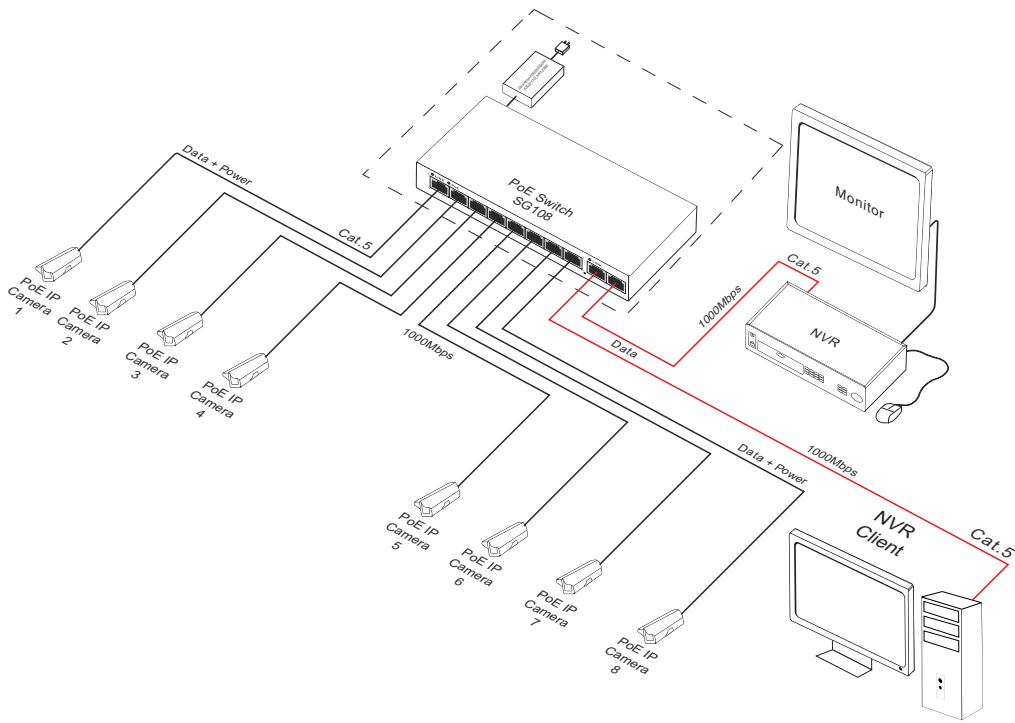 PoE Switch
SG108
Data + Power
Cat.5
PoE IP
Camera
1
PoE IP
Camera
2
PoE IP
Camera
3
PoE IP
Camera
4
1000Mbps
Monitor
Cat.5
1000Mbps
Data
NVR
1000Mbps
Data + Power
Cat.5
NVR
Client
PoE IP
Camera
5
PoE IP
Camera
6
PoE IP
Camera
7
PoE IP
Camera
8